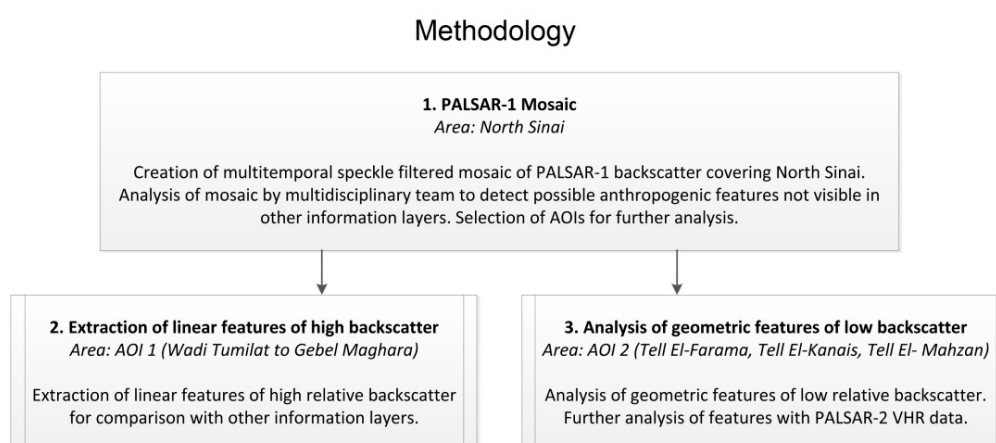 Methodology
1. PALSAR-1 Mosaic
Area: North Sinai
Creation of multitemporal speckle filtered mosaic of PALSAR-1 backscatter covering North Sinai.
Analysis of mosaic by multidisciplinary team to detect possible anthropogenic features not visible in
other information layers. Selection of AOIs for further analysis.
2. Extraction of linear features of high backscatter
Area: AOI 1 (Wadi Tumilat to Gebel Maghara)
Extraction of linear features of high relative backscatter
for comparison with other information layers.
3. Analysis of geometric features of low backscatter
Area: AOI 2 (Tell El-Farama, Tell El-Kanais, Tell El- Mahzan)
Analysis of geometric features of low relative backscatter.
Further analysis of features with PALSAR-2 VHR data.